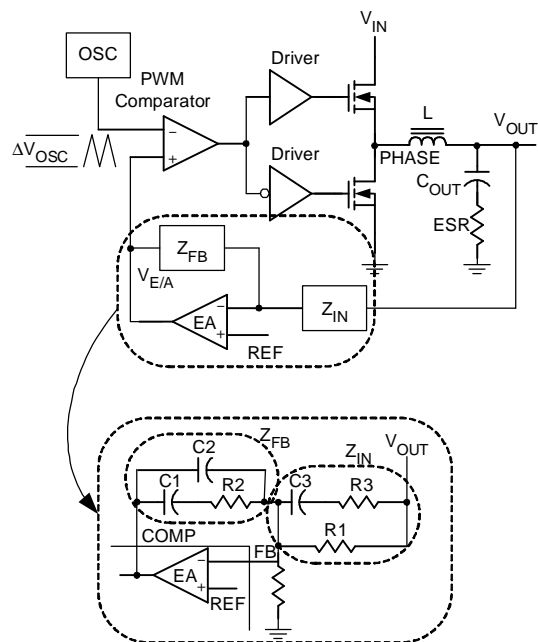 V_IN
OSC
Driver
PWM
Comparator
L
V_OUT
−
ΔV_OSC
+
Driver
PHASE
C_OUT
ESR
Z_FB
V_E/A
−
EA
+
Z_IN
REF
Z_FB
Z_IN
V_OUT
C2
C1
R2
C3
R3
R1
COMP
FB
EA
−
+
REF